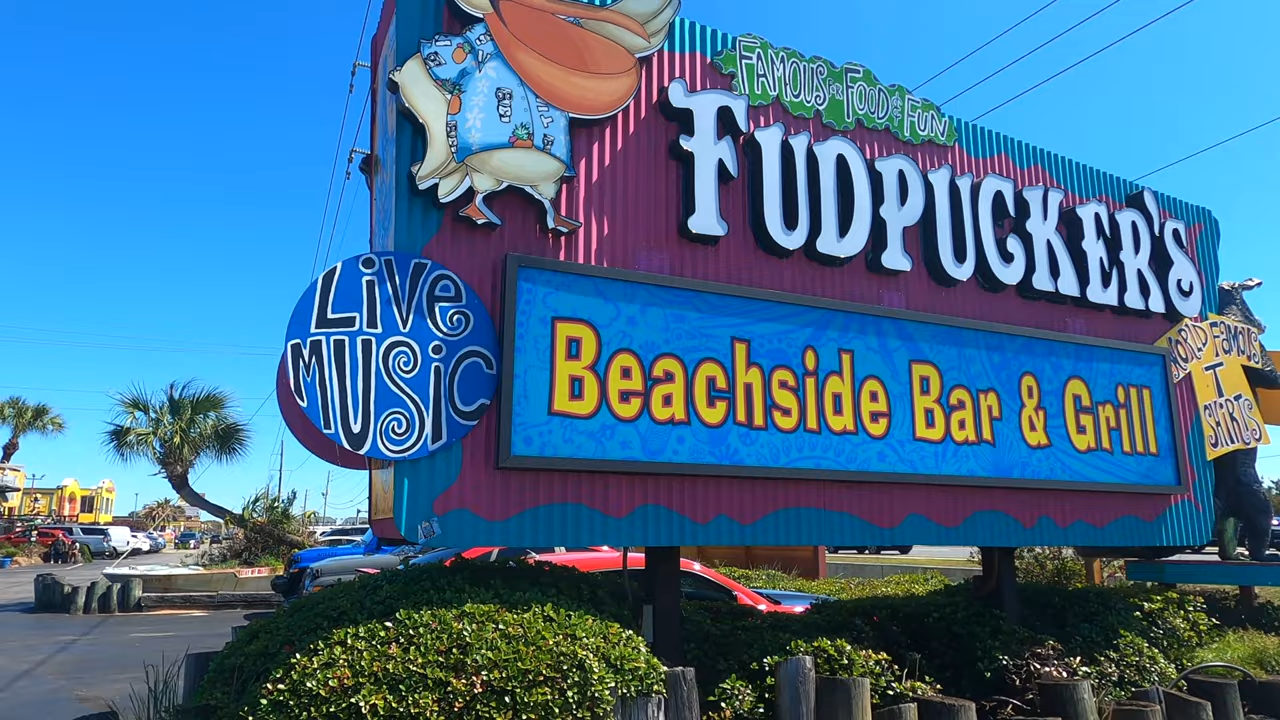 FAMOUS FOR FOOD & FUN
FUDPUCKER'S
LiVe
MUSiC
Beachside Bar & Grill
WORLD FAMOUS
T
SHIRTS